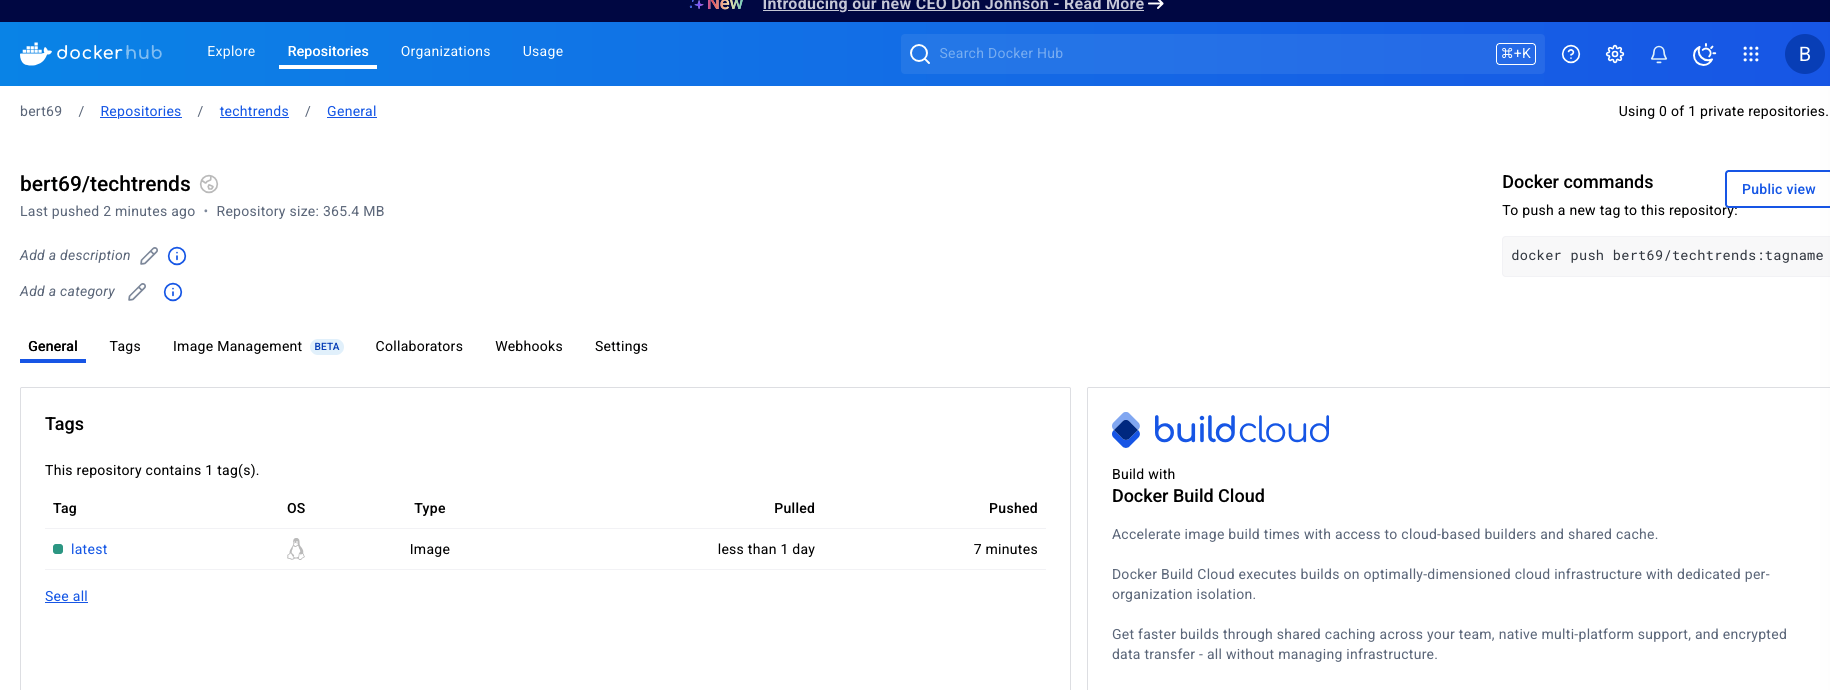 New Introducing our new CEO Don Johnson - Read More
dockerhub Explore Repositories Organizations Usage Search Docker Hub ⌘+K B
bert69 / Repositories / techtrends / General Using 0 of 1 private repositories.
bert69/techtrends
Last pushed 2 minutes ago • Repository size: 365.4 MB
Add a description
Add a category
Docker commands
Public view
To push a new tag to this repository:
docker push bert69/techtrends:tagname
General Tags Image Management BETA Collaborators Webhooks Settings
Tags
This repository contains 1 tag(s).
Tag OS Type Pulled Pushed
latest Image less than 1 day 7 minutes
See all
buildcloud
Build with
Docker Build Cloud
Accelerate image build times with access to cloud-based builders and shared cache.
Docker Build Cloud executes builds on optimally-dimensioned cloud infrastructure with dedicated per-
organization isolation.
Get faster builds through shared caching across your team, native multi-platform support, and encrypted
data transfer - all without managing infrastructure.